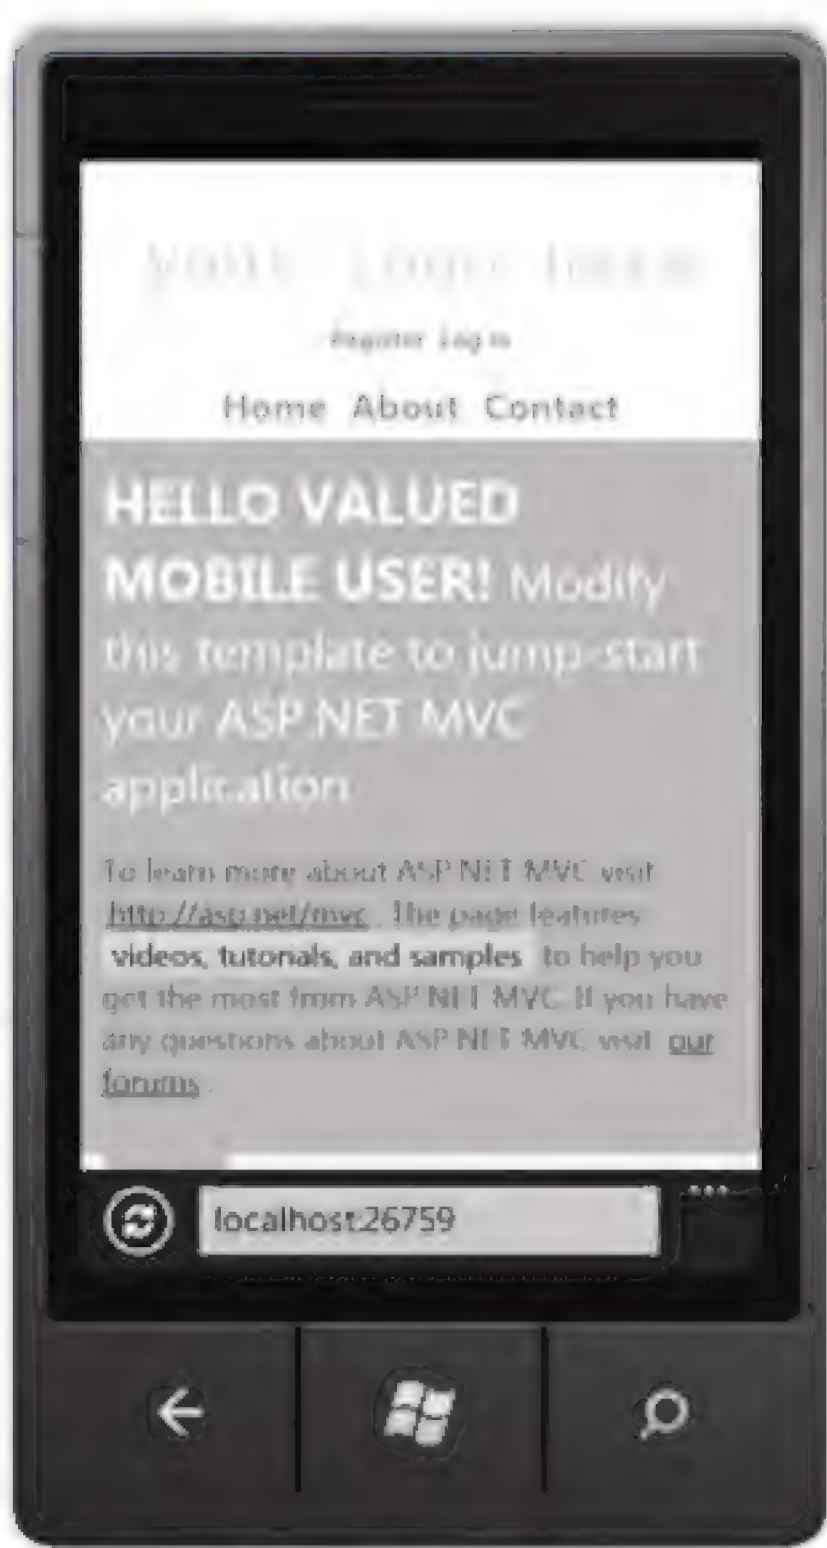 your logo here
Register Log in
Home About Contact
HELLO VALUED
MOBILE USER! Modify
this template to jump-start
your ASP.NET MVC
application
To learn more about ASP.NET MVC visit
http://asp.net/mvc . The page features
videos, tutorials, and samples to help you
get the most from ASP.NET MVC. If you have
any questions about ASP.NET MVC visit our
forums .
localhost:26759